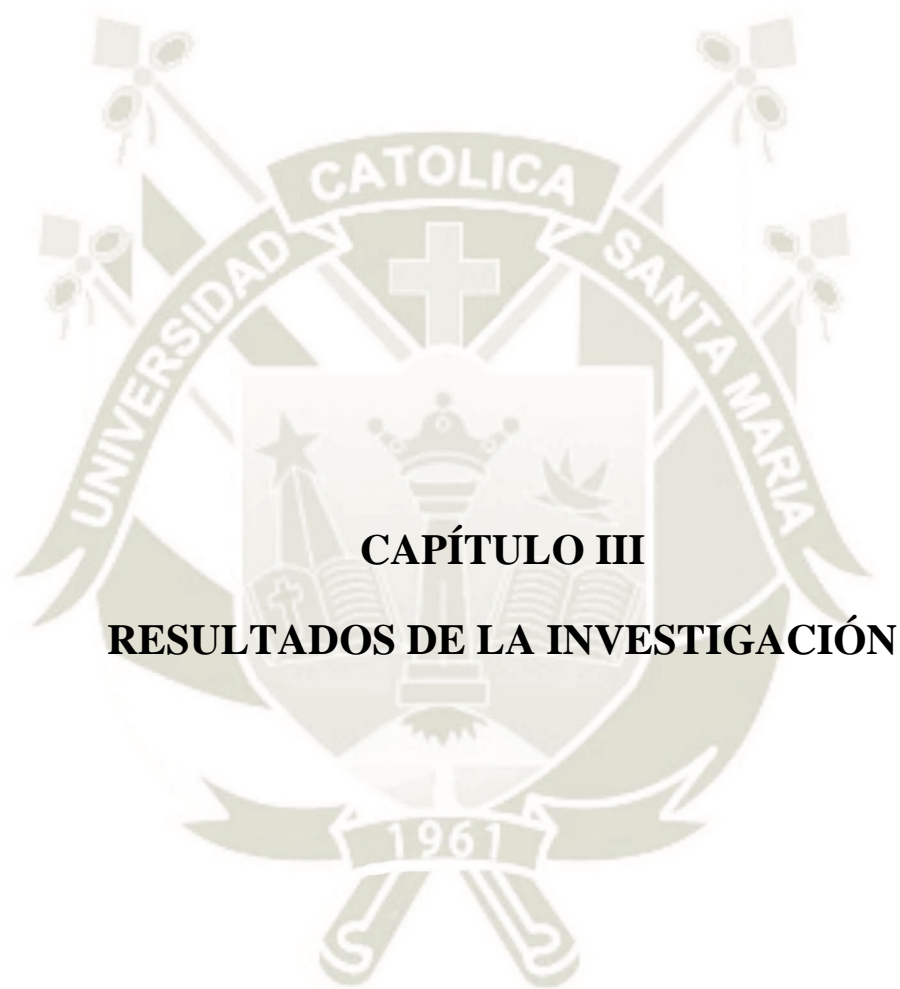 CATOLICA
UNIVERSIDAD
SANTA MARIA
CAPÍTULO III
RESULTADOS DE LA INVESTIGACIÓN
1961